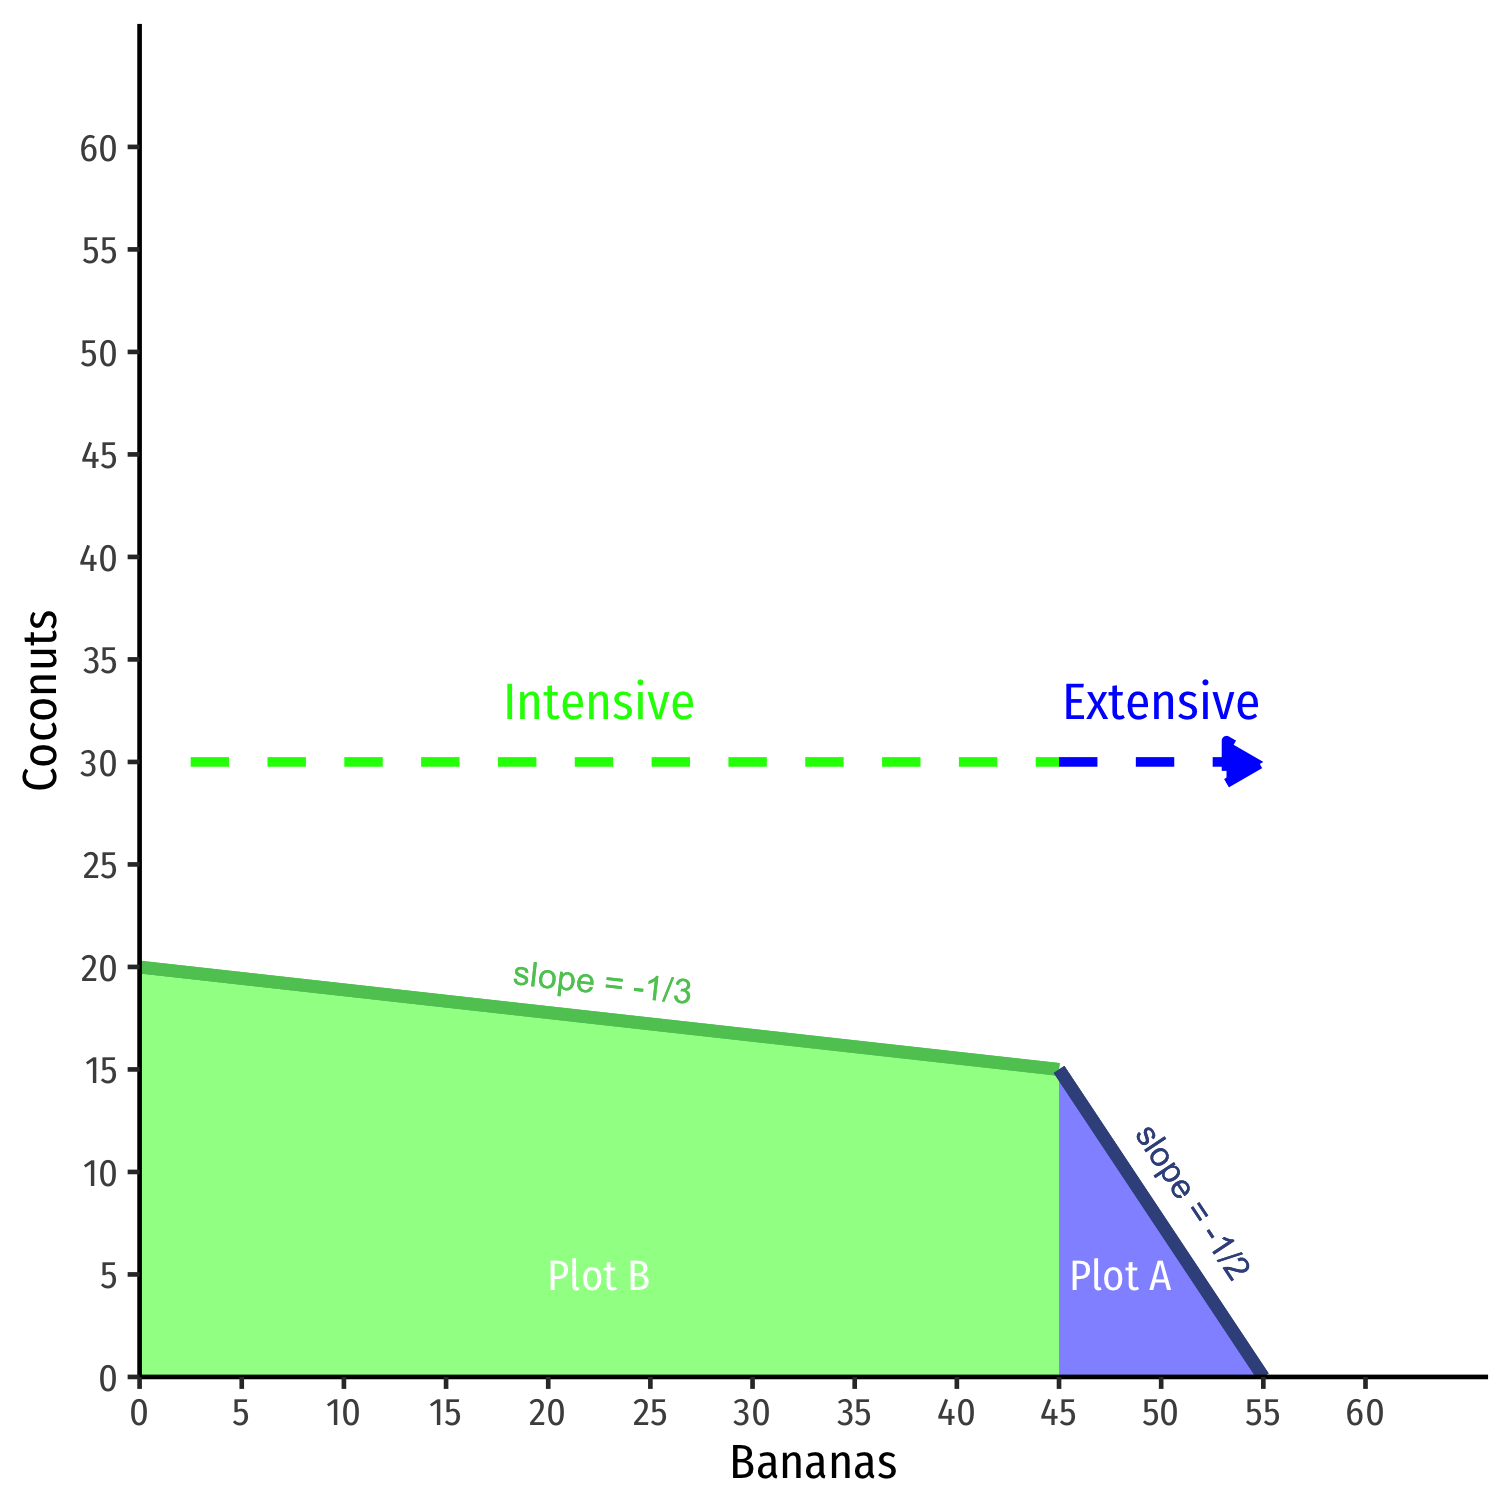 60
55
50
45
40
35
30
25
20
15
10
5
0
Coconuts
Intensive
Extensive
slope = -1/3
slope = -1/2
Plot B
Plot A
0 5 10 15 20 25 30 35 40 45 50 55 60
Bananas